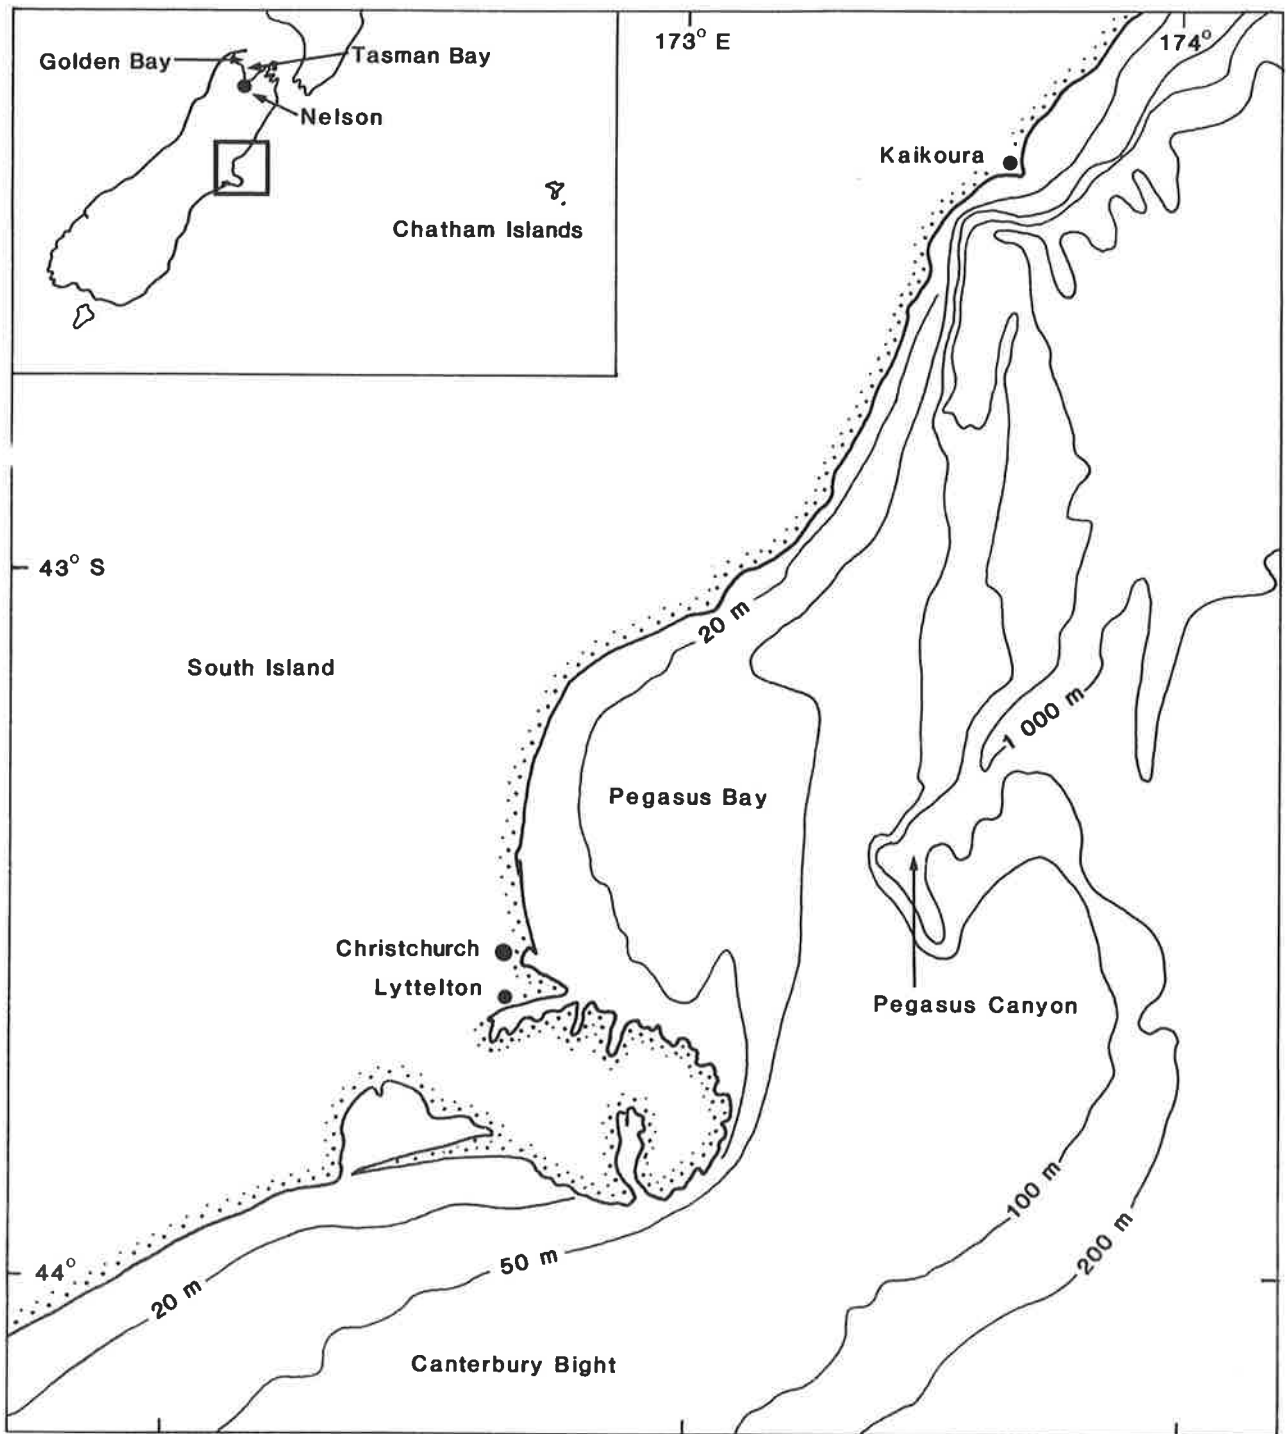 173° E
174°
Golden Bay
Tasman Bay
Nelson
Kaikoura
Chatham Islands
43° S
20 m
South Island
1 000 m
Pegasus Bay
Christchurch
Lyttelton
Pegasus Canyon
100 m
200 m
50 m
44°
20 m
Canterbury Bight